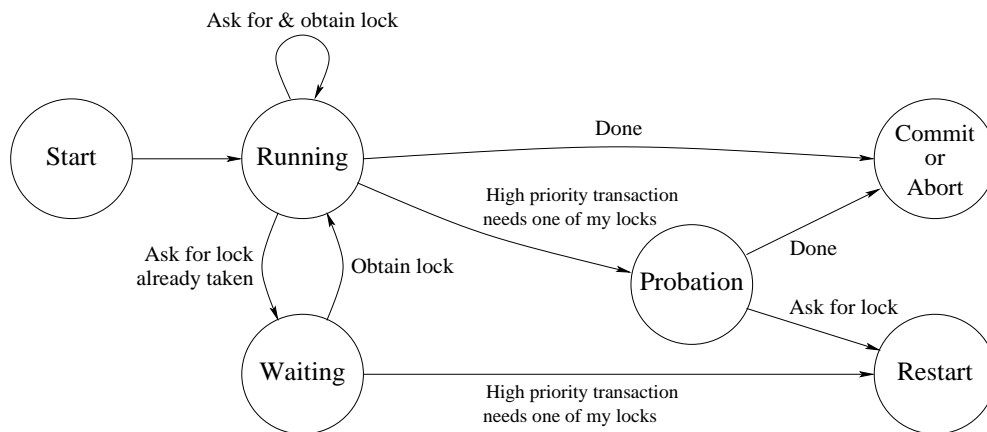 Ask for & obtain lock
Start
Running
Done
Commit
or
Abort
High priority transaction
needs one of my locks
Ask for lock
already taken
Obtain lock
Probation
Done
Ask for lock
Waiting
High priority transaction
needs one of my locks
Restart